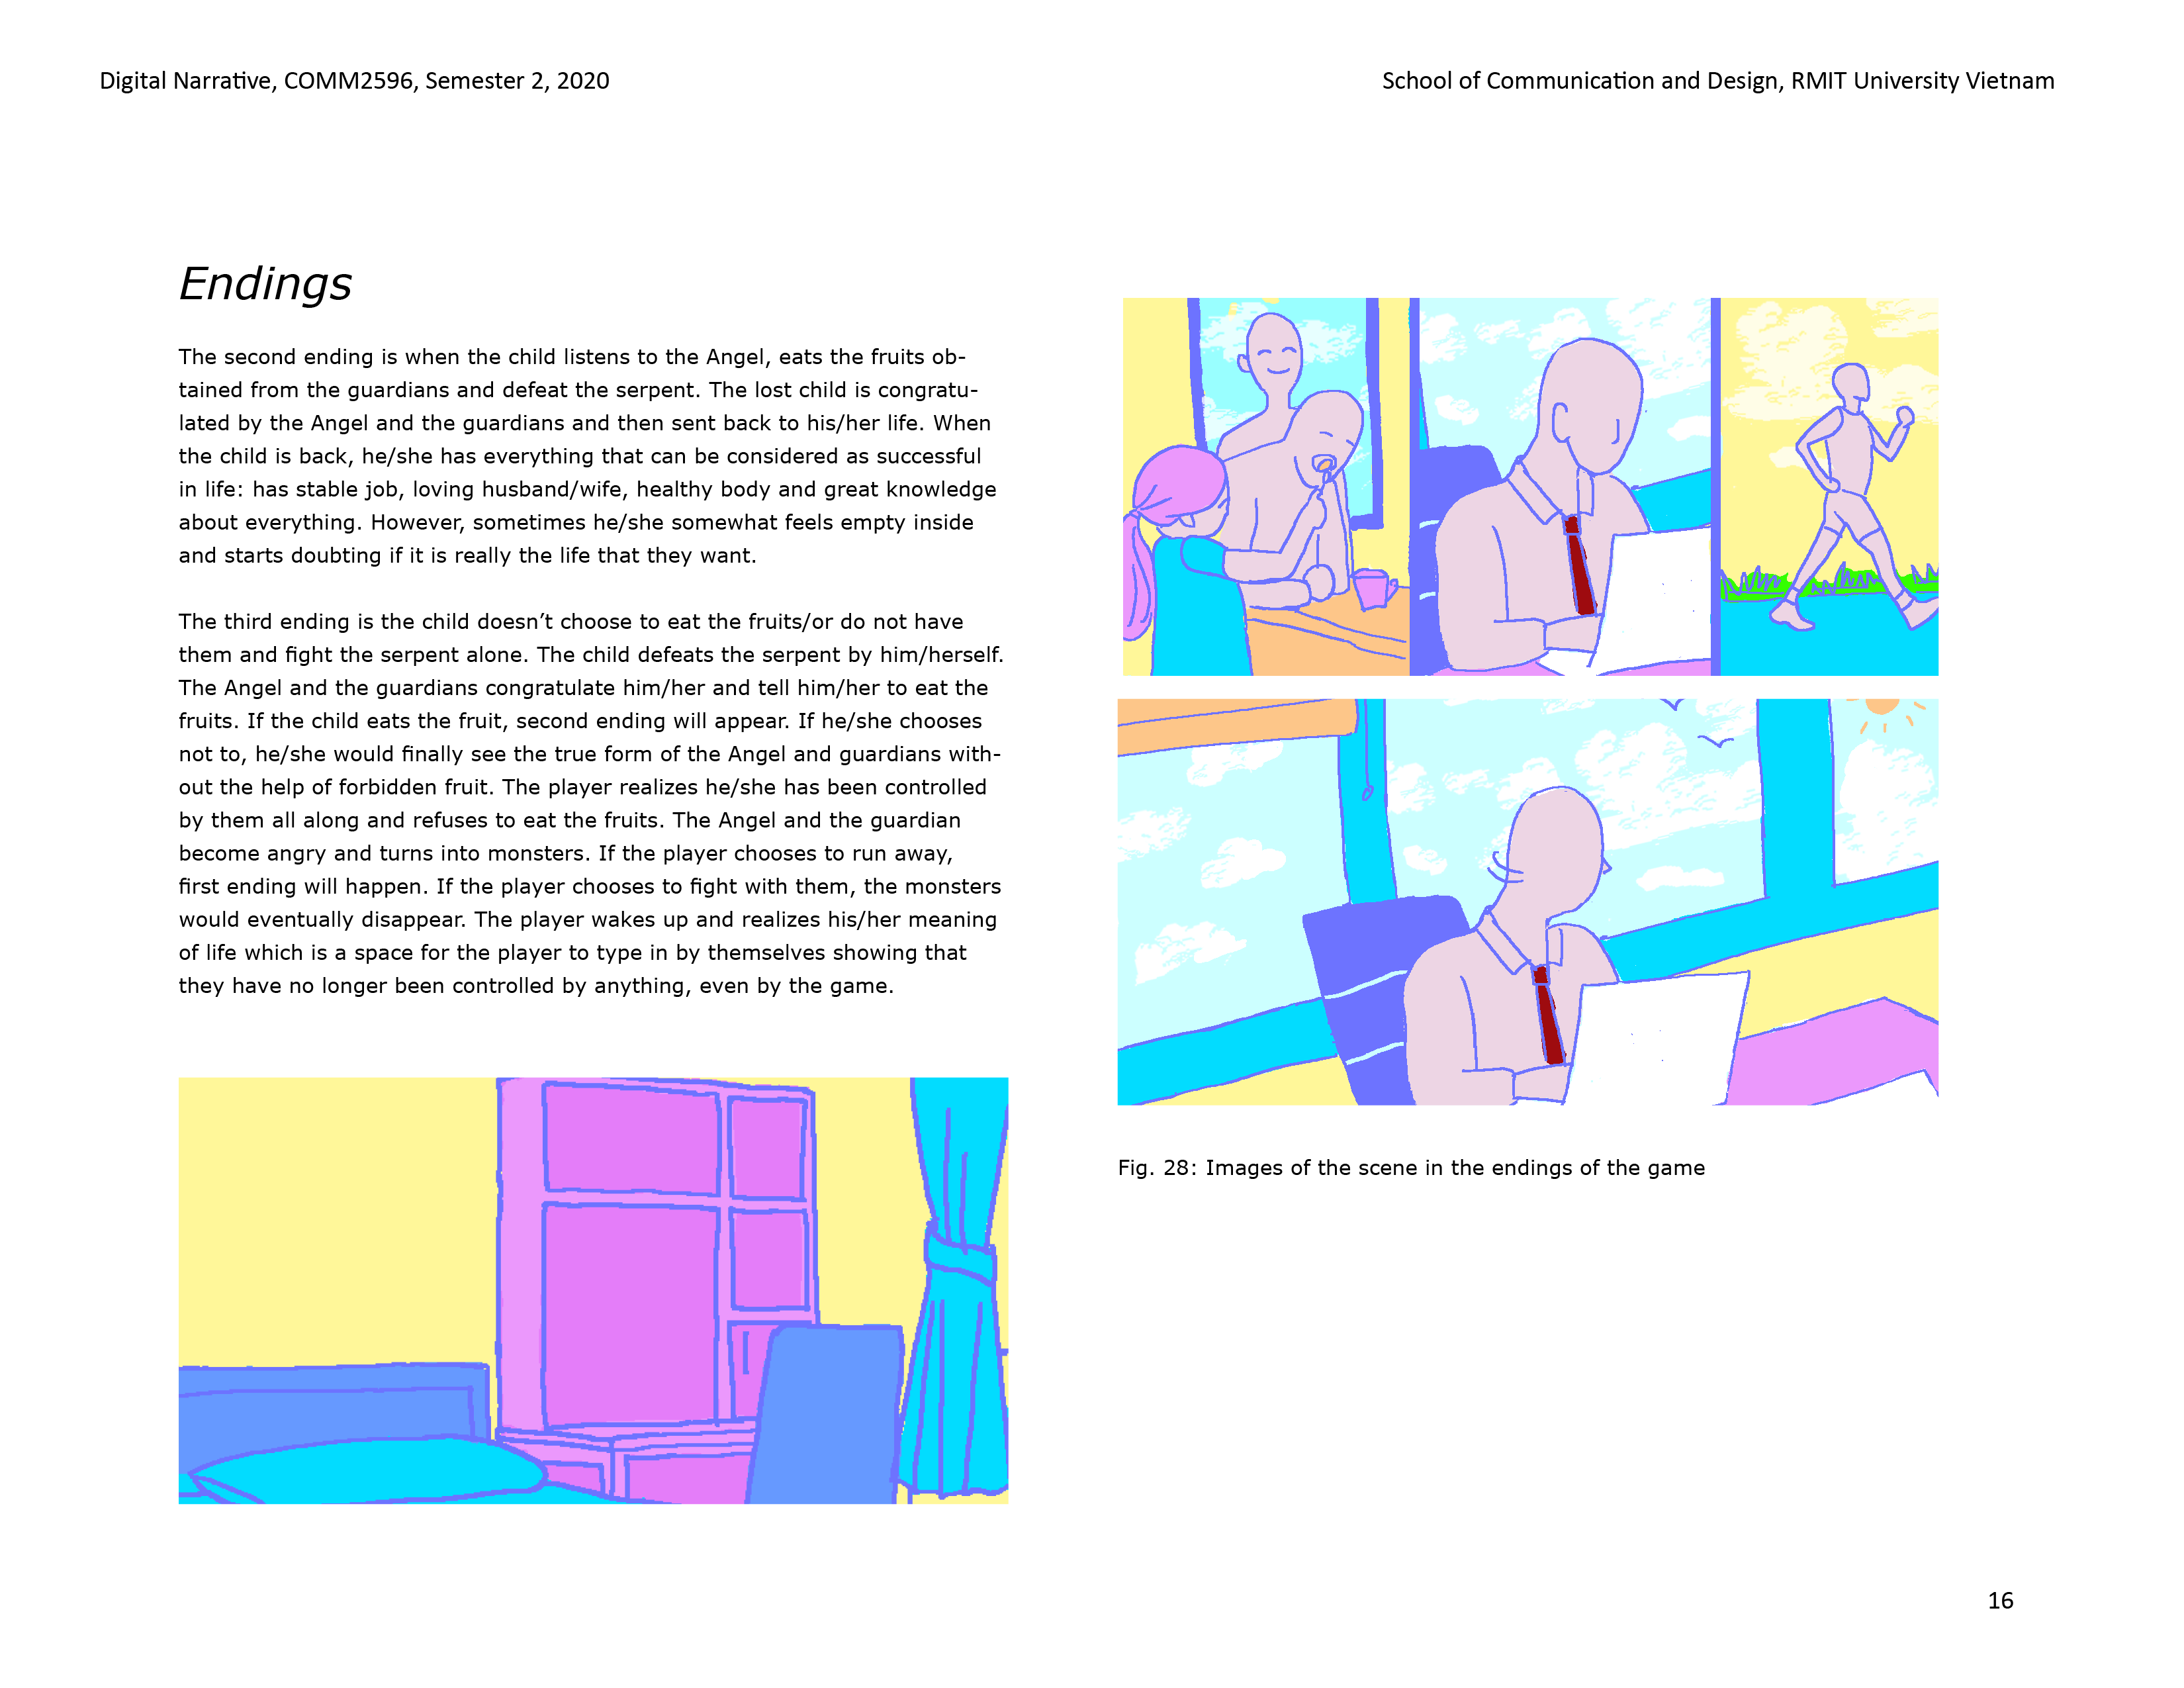 Digital Narrative, COMM2596, Semester 2, 2020
School of Communication and Design, RMIT University Vietnam
Endings
The second ending is when the child listens to the Angel, eats the fruits ob-
tained from the guardians and defeat the serpent. The lost child is congratu-
lated by the Angel and the guardians and then sent back to his/her life. When
the child is back, he/she has everything that can be considered as successful
in life: has stable job, loving husband/wife, healthy body and great knowledge
about everything. However, sometimes he/she somewhat feels empty inside
and starts doubting if it is really the life that they want.
The third ending is the child doesn’t choose to eat the fruits/or do not have
them and fight the serpent alone. The child defeats the serpent by him/herself.
The Angel and the guardians congratulate him/her and tell him/her to eat the
fruits. If the child eats the fruit, second ending will appear. If he/she chooses
not to, he/she would finally see the true form of the Angel and guardians with-
out the help of forbidden fruit. The player realizes he/she has been controlled
by them all along and refuses to eat the fruits. The Angel and the guardian
become angry and turns into monsters. If the player chooses to run away,
first ending will happen. If the player chooses to fight with them, the monsters
would eventually disappear. The player wakes up and realizes his/her meaning
of life which is a space for the player to type in by themselves showing that
they have no longer been controlled by anything, even by the game.
Fig. 28: Images of the scene in the endings of the game
16